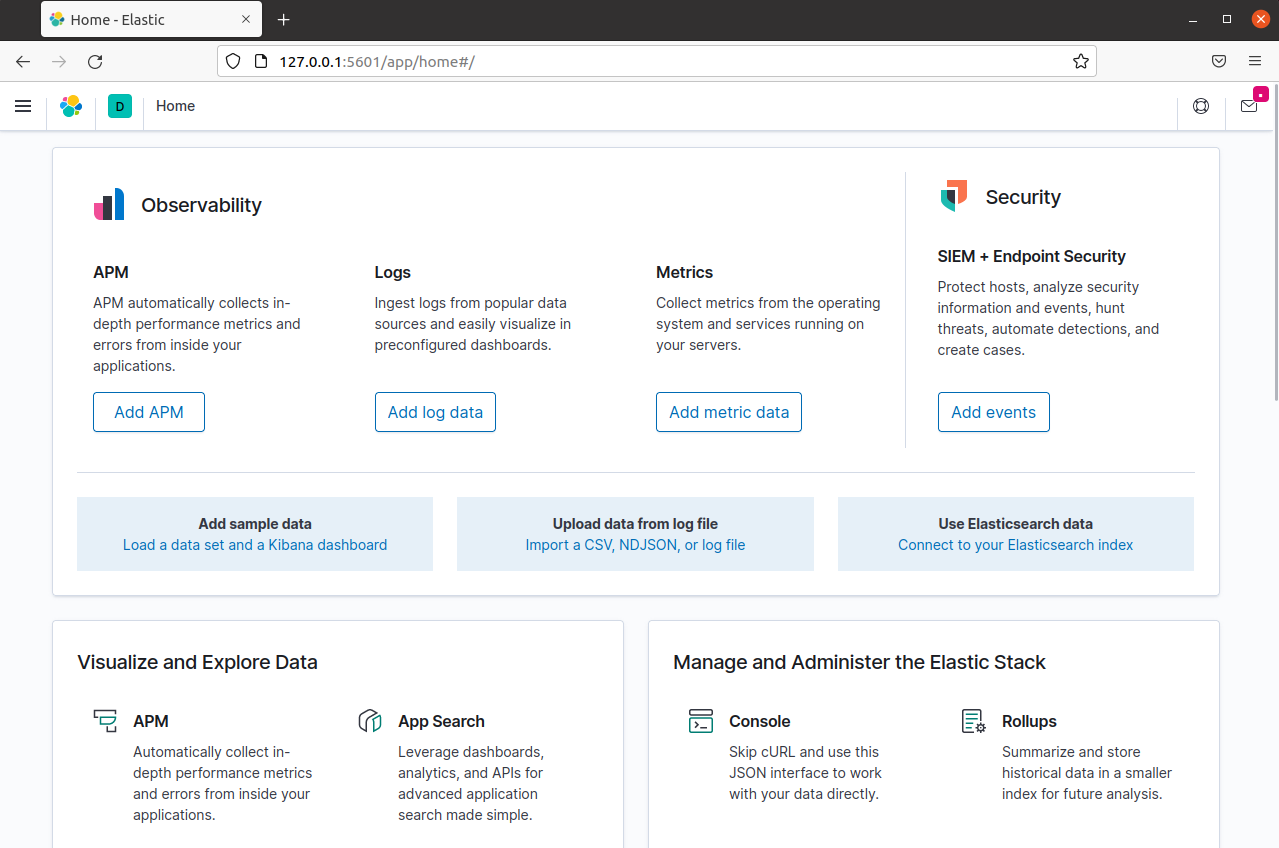 Home - Elastic
127.0.0.1:5601/app/home#/
D Home
Observability
Security
APM
APM automatically collects in-
depth performance metrics and
errors from inside your
applications.
Add APM
Logs
Ingest logs from popular data
sources and easily visualize in
preconfigured dashboards.
Add log data
Metrics
Collect metrics from the operating
system and services running on
your servers.
Add metric data
SIEM + Endpoint Security
Protect hosts, analyze security
information and events, hunt
threats, automate detections, and
create cases.
Add events
Add sample data
Load a data set and a Kibana dashboard
Upload data from log file
Import a CSV, NDJSON, or log file
Use Elasticsearch data
Connect to your Elasticsearch index
Visualize and Explore Data
APM
Automatically collect in-
depth performance metrics
and errors from inside your
applications.
App Search
Leverage dashboards,
analytics, and APIs for
advanced application
search made simple.
Manage and Administer the Elastic Stack
Console
Skip cURL and use this
JSON interface to work
with your data directly.
Rollups
Summarize and store
historical data in a smaller
index for future analysis.